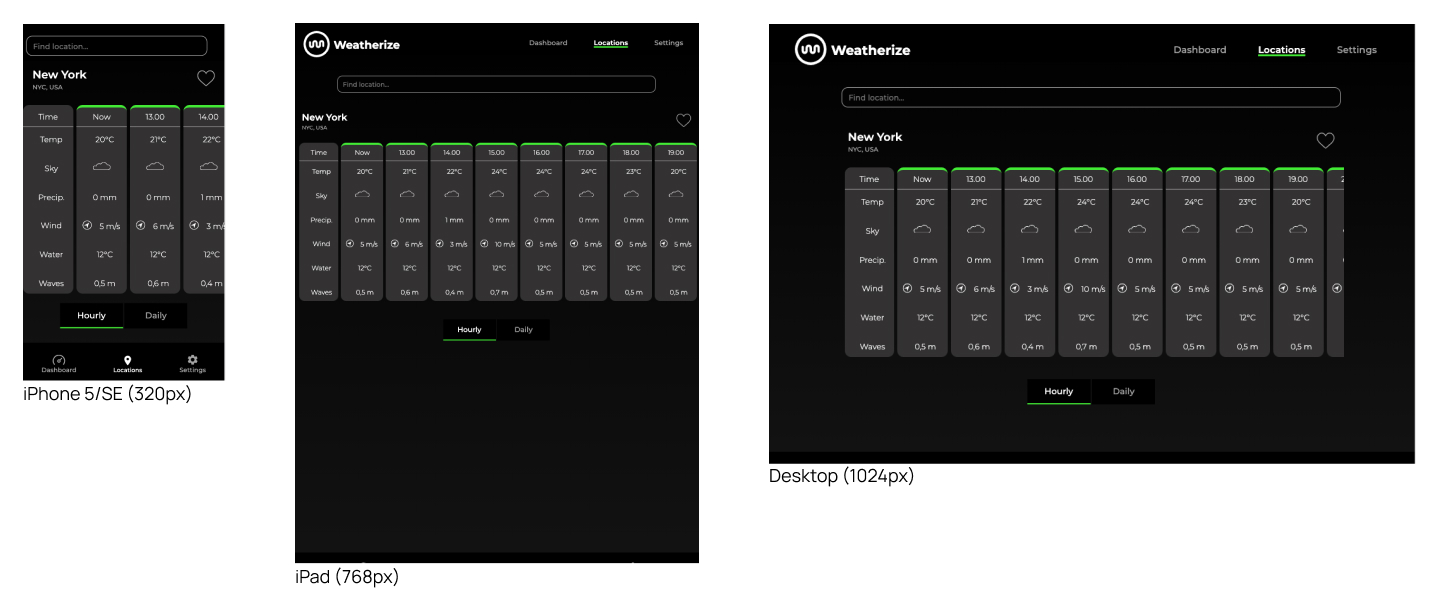 Find location...
New York
NYC, USA
Time Now 13.00 14.00
Temp 20°C 21°C 22°C
Sky
Precip. 0 mm 0 mm 1 mm
Wind 5 m/s 6 m/s 3 m/s
Water 12°C 12°C 12°C
Waves 0,5 m 0,6 m 0,4 m
Hourly Daily
Dashboard Locations Settings
iPhone 5/SE (320px)
Weatherize Dashboard Locations Settings
Find location...
New York
NYC, USA
Time Now 13.00 14.00 15.00 16.00 17.00 18.00 19.00
Temp 20°C 21°C 22°C 24°C 24°C 24°C 23°C 20°C
Sky
Precip. 0 mm 0 mm 1 mm 0 mm 0 mm 0 mm 0 mm 0 mm
Wind 5 m/s 6 m/s 3 m/s 10 m/s 5 m/s 5 m/s 5 m/s 5 m/s
Water 12°C 12°C 12°C 12°C 12°C 12°C 12°C 12°C
Waves 0,5 m 0,6 m 0,4 m 0,7 m 0,5 m 0,5 m 0,5 m 0,5 m
Hourly Daily
iPad (768px)
Weatherize Dashboard Locations Settings
Find location...
New York
NYC, USA
Time Now 13.00 14.00 15.00 16.00 17.00 18.00 19.00
Temp 20°C 21°C 22°C 24°C 24°C 24°C 23°C 20°C
Sky
Precip. 0 mm 0 mm 1 mm 0 mm 0 mm 0 mm 0 mm 0 mm
Wind 5 m/s 6 m/s 3 m/s 10 m/s 5 m/s 5 m/s 5 m/s 5 m/s
Water 12°C 12°C 12°C 12°C 12°C 12°C 12°C 12°C
Waves 0,5 m 0,6 m 0,4 m 0,7 m 0,5 m 0,5 m 0,5 m 0,5 m
Hourly Daily
Desktop (1024px)